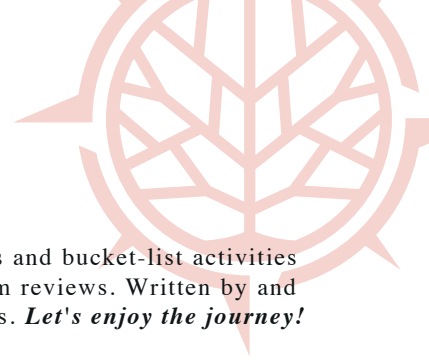 s and bucket-list activities
m reviews. Written by and
s. Let's enjoy the journey!